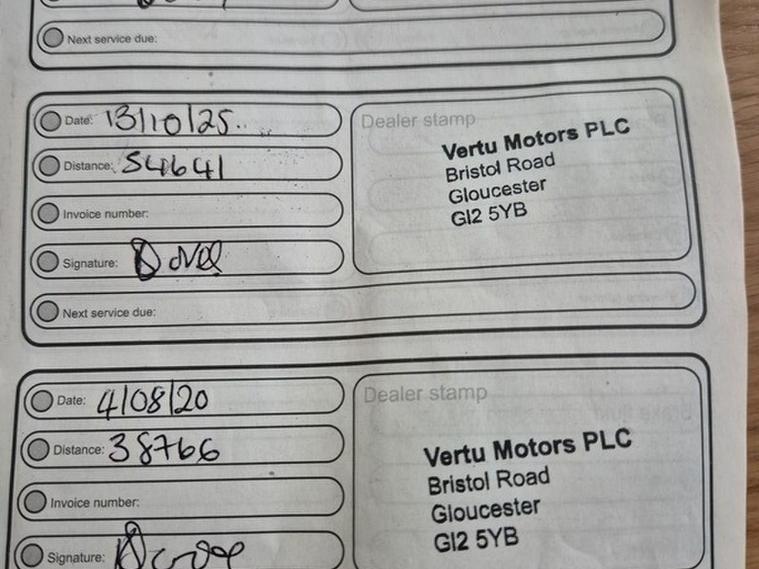 Next service due:
Date: 13/10/25
Dealer stamp
Distance: 54641
Vertu Motors PLC
Bristol Road
Gloucester
Gl2 5YB
Invoice number:
Signature:
Next service due:
Date: 4/08/20
Dealer stamp
Distance: 38766
Vertu Motors PLC
Bristol Road
Gloucester
Gl2 5YB
Invoice number:
Signature: